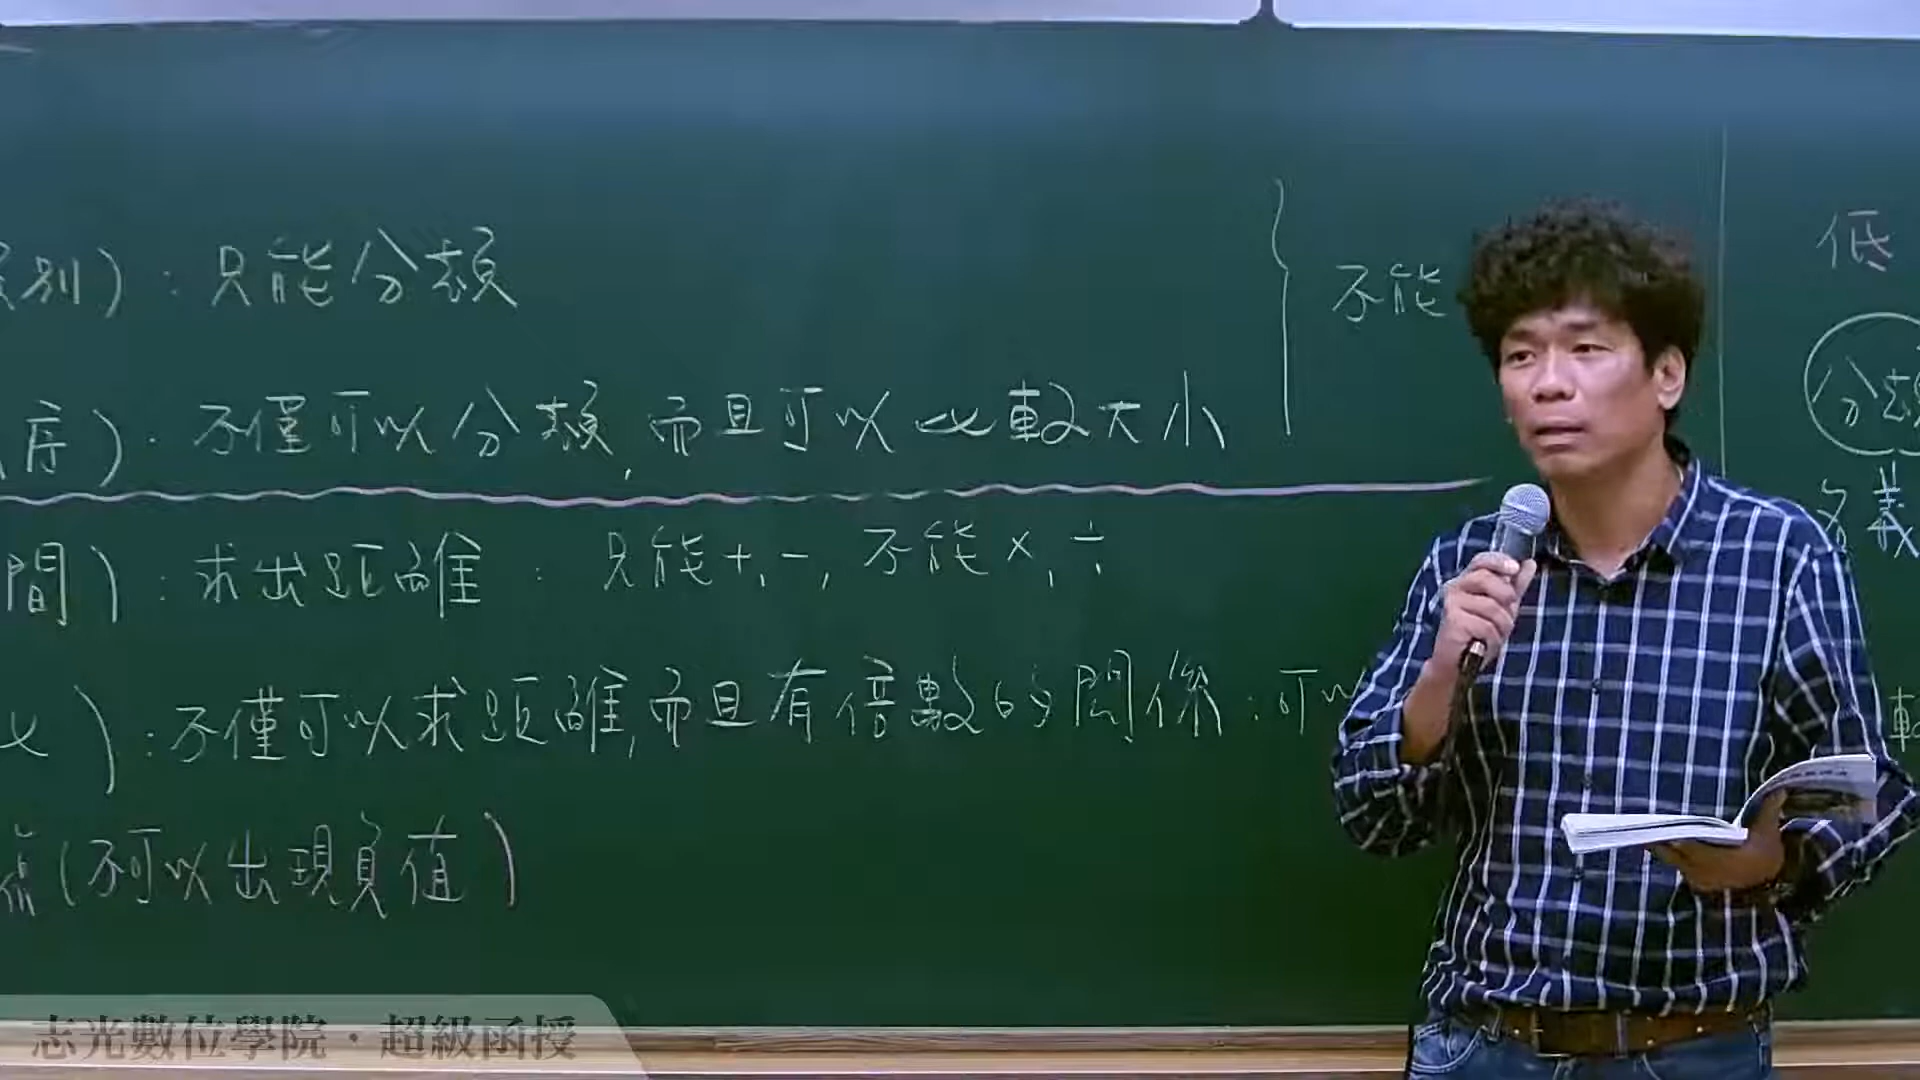 別）：只能分類
序）．不僅可以分類，而且可以比較大小
不能
間）：求出距離：只能＋，－，不能×，÷
）：不僅可以求距離，而且有倍數的關係：可以
（不可以出現負值）
低
分類
名義
較
志光數位學院・超級函授